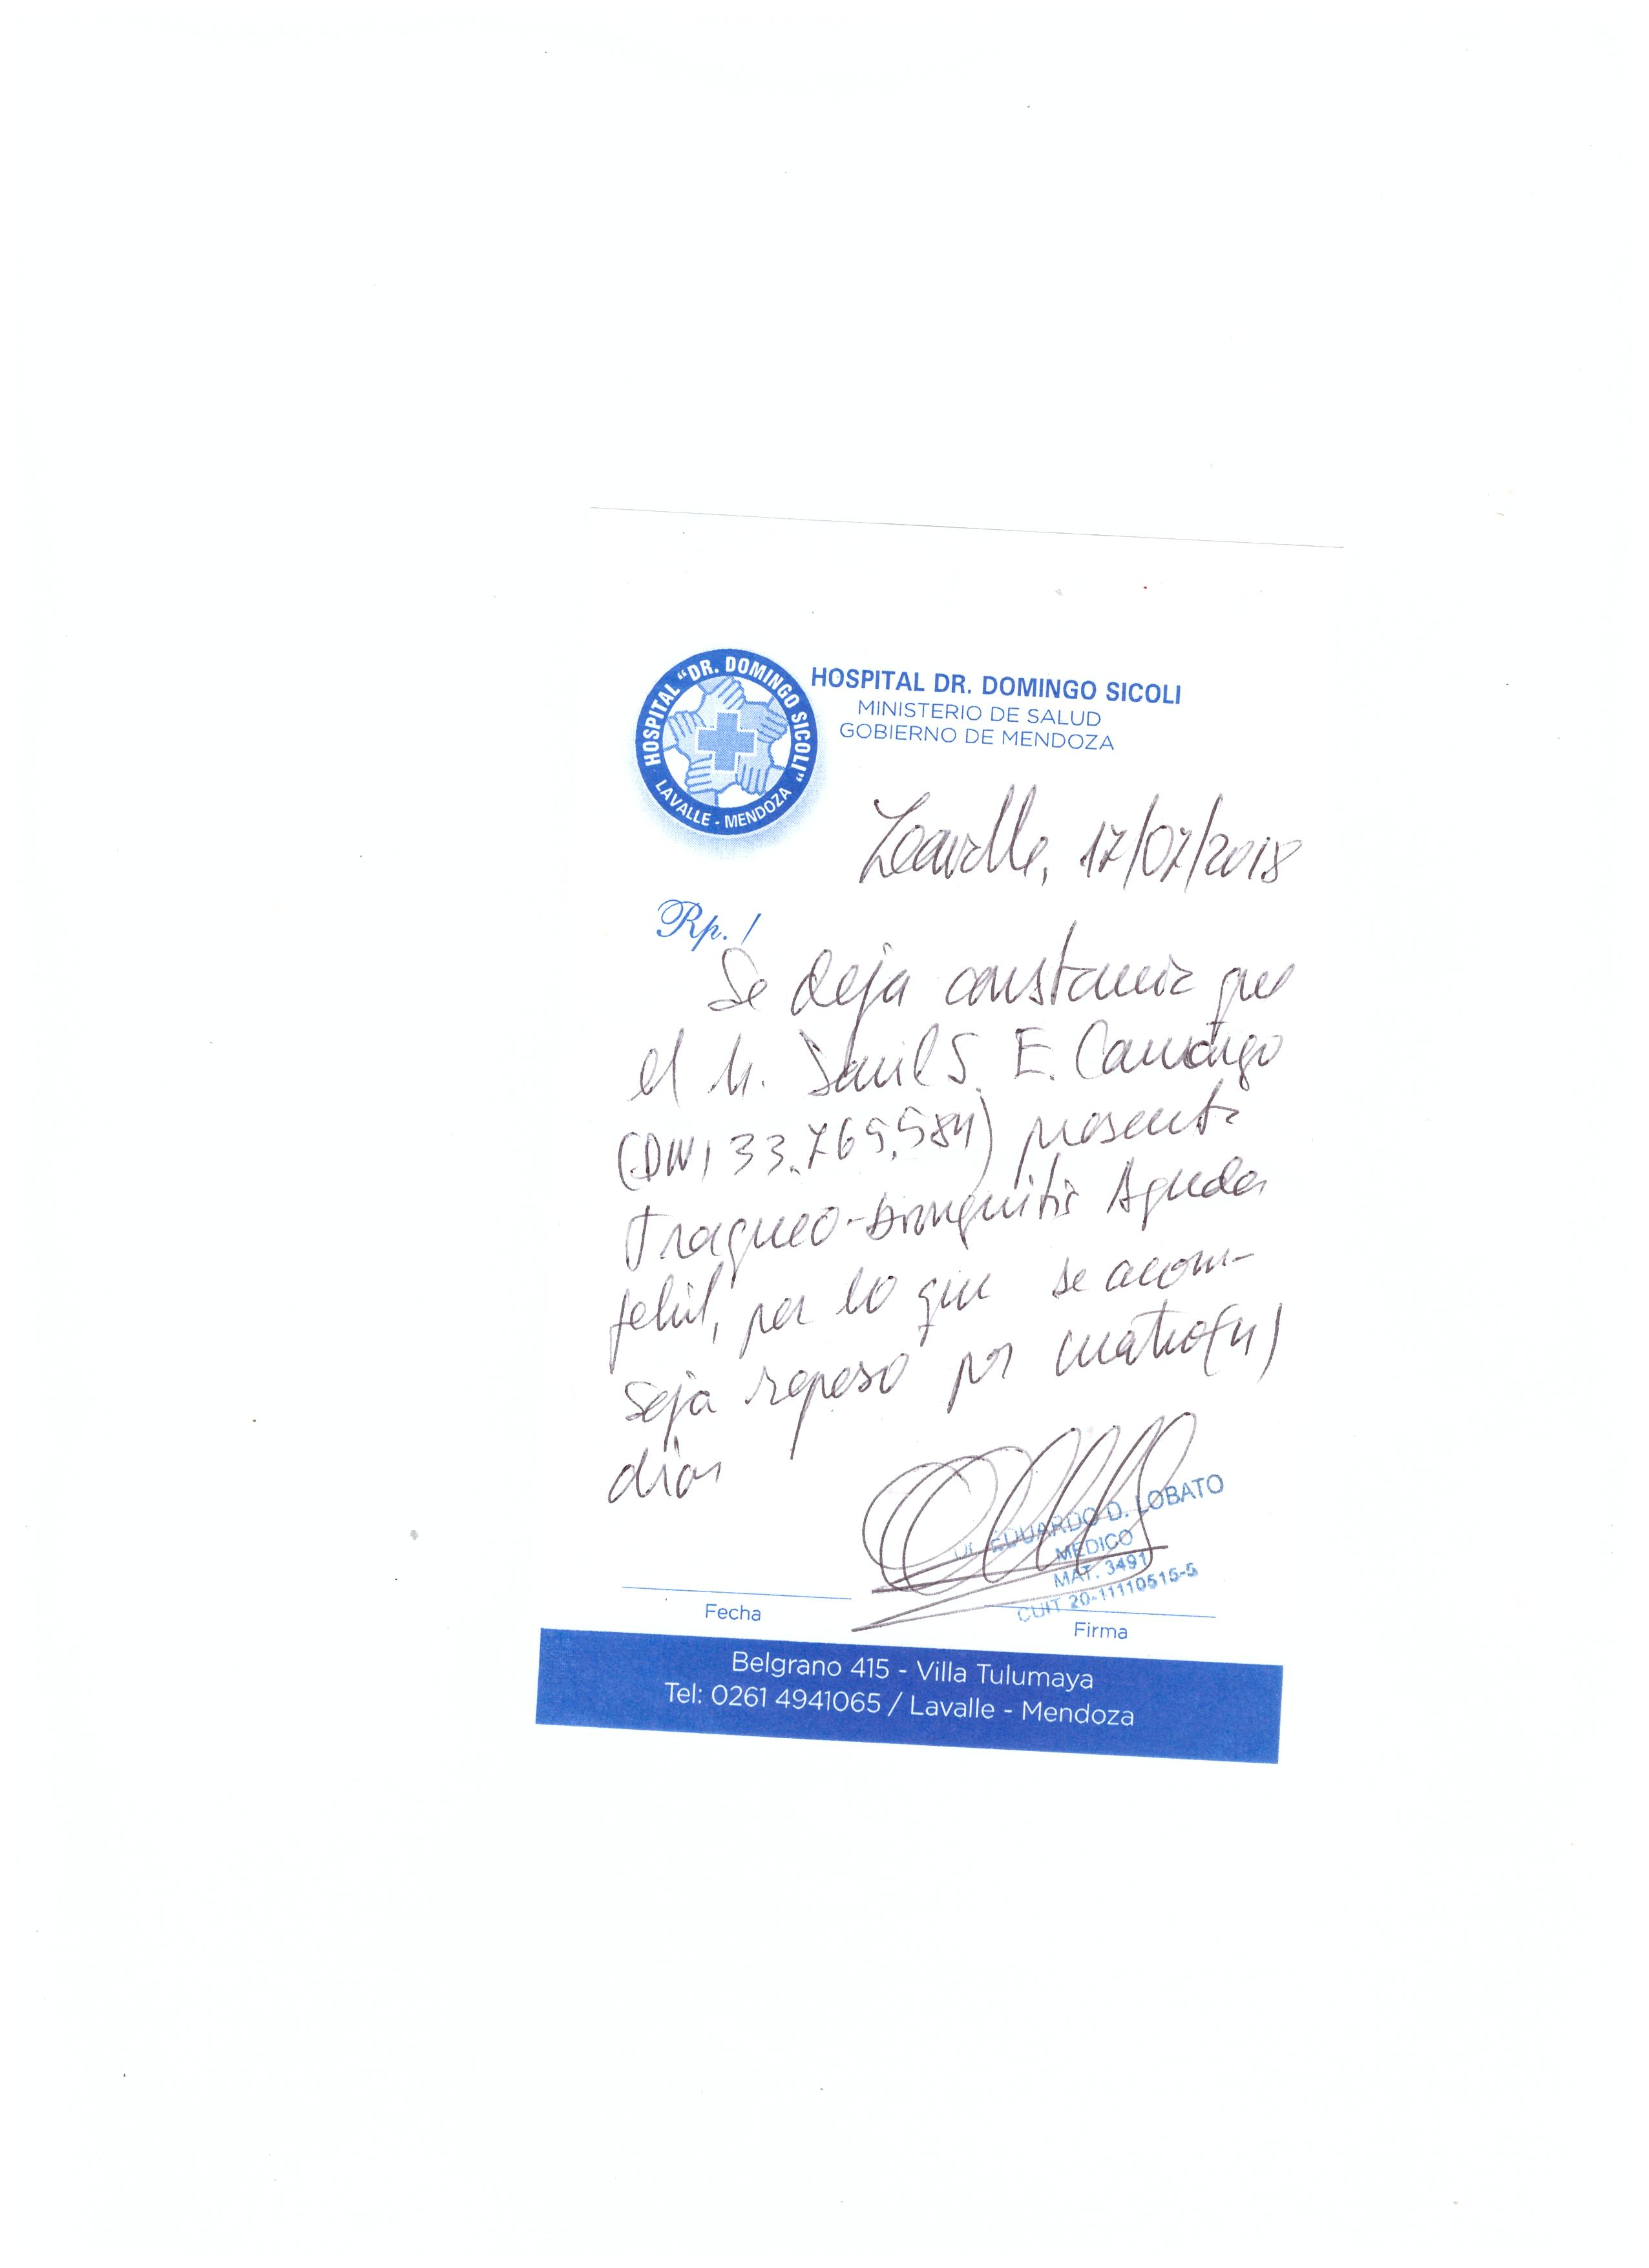 HOSPITAL "DR. DOMINGO SICOLI"
LAVALLE - MENDOZA
HOSPITAL DR. DOMINGO SICOLI
MINISTERIO DE SALUD
GOBIERNO DE MENDOZA
Lavalle, 17/07/2018
Rp. /
Se deja constancia que
el Sr. S. E. Camargo
(DNI 33.769.584) presenta
Traqueo-bronquitis Aguda
febril, por lo que se acon-
seja reposo por cuatro (4)
días
Dr. EDUARDO D. LOBATO
MEDICO
MAT. 3491
CUIT 20-11110515-5
Fecha
Firma
Belgrano 415 - Villa Tulumaya
Tel: 0261 4941065 / Lavalle - Mendoza